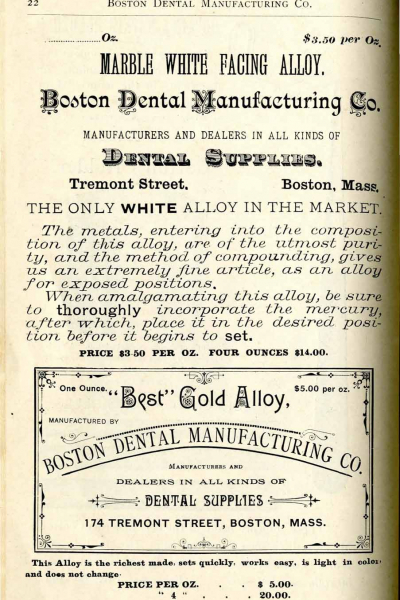 22 BOSTON DENTAL MANUFACTURING CO.
..................Oz. $3.50 per Oz.
MARBLE WHITE FACING ALLOY.
Boston Dental Manufacturing Co.
MANUFACTURERS AND DEALERS IN ALL KINDS OF
DENTAL SUPPLIES.
Tremont Street. Boston, Mass.
THE ONLY WHITE ALLOY IN THE MARKET.
The metals, entering into the composi-
tion of this alloy, are of the utmost puri-
ty, and the method of compounding, gives
us an extremely fine article, as an alloy
for exposed positions.
When amalgamating this alloy, be sure
to thoroughly incorporate the mercury,
after which, place it in the desired posi-
tion before it begins to set.
PRICE $3.50 PER OZ. FOUR OUNCES $14.00.
One Ounce. "Best" Gold Alloy, $5.00 per oz.
MANUFACTURED BY
BOSTON DENTAL MANUFACTURING CO.
MANUFACTURERS AND
DEALERS IN ALL KINDS OF
DENTAL SUPPLIES
174 TREMONT STREET, BOSTON, MASS.
This Alloy is the richest made, sets quickly, works easy, is light in color
and does not change.
PRICE PER OZ. . . $ 5.00.
" 4 " . . . 20.00.